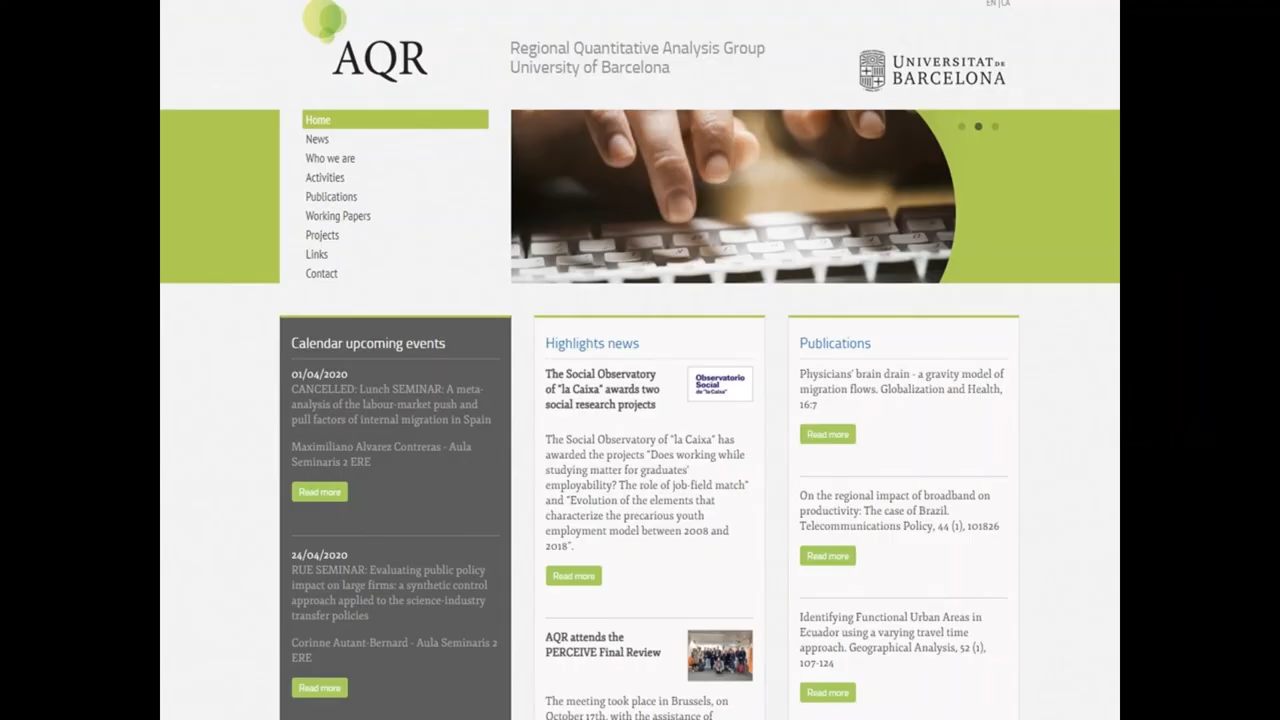 EN | CA
AQR
Regional Quantitative Analysis Group
University of Barcelona
UNIVERSITAT DE
BARCELONA
Home
News
Who we are
Activities
Publications
Working Papers
Projects
Links
Contact
Calendar upcoming events
01/04/2020
CANCELLED: Lunch SEMINAR: A meta-
analysis of the labour-market push and
pull factors of internal migration in Spain
Maximiliano Alvarez Contreras - Aula
Seminaris 2 ERE
Read more
24/04/2020
RUE SEMINAR: Evaluating public policy
impact on large firms: a synthetic control
approach applied to the science-industry
transfer policies
Corinne Autant-Bernard - Aula Seminaris 2
ERE
Read more
Highlights news
The Social Observatory
of "la Caixa" awards two
social research projects
Observatorio
Social
de "la Caixa"
The Social Observatory of "la Caixa" has
awarded the projects "Does working while
studying matter for graduates'
employability? The role of job-field match"
and "Evolution of the elements that
characterize the precarious youth
employment model between 2008 and
2018".
Read more
AQR attends the
PERCEIVE Final Review
The meeting took place in Brussels, on
October 17th, with the assistance of
Publications
Physicians' brain drain - a gravity model of
migration flows. Globalization and Health,
16:7
Read more
On the regional impact of broadband on
productivity: The case of Brazil.
Telecommunications Policy, 44 (1), 101826
Read more
Identifying Functional Urban Areas in
Ecuador using a varying travel time
approach. Geographical Analysis, 52 (1),
107-124
Read more